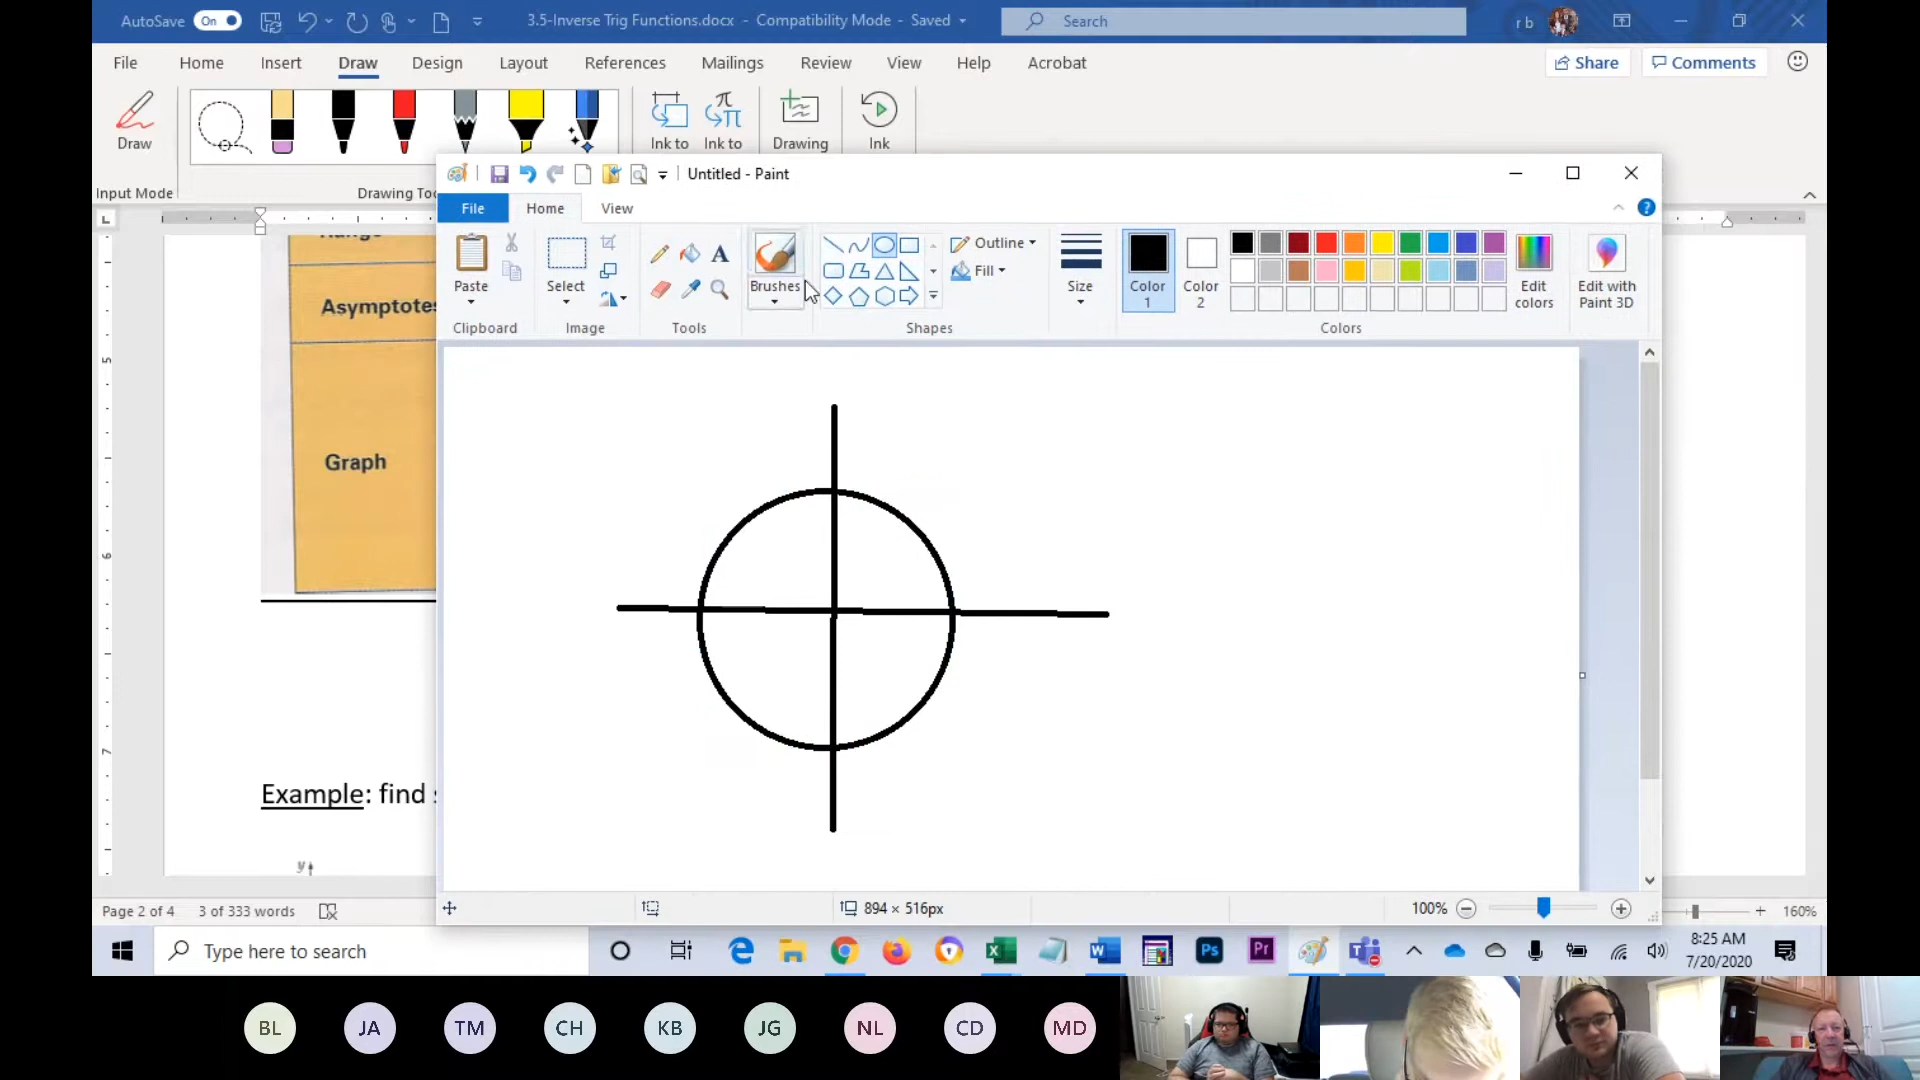 AutoSave On 3.5-Inverse Trig Functions.docx - Compatibility Mode - Saved Search r b
File Home Insert Draw Design Layout References Mailings Review View Help Acrobat Share Comments
Draw Ink to Ink to Drawing Ink
Input Mode Drawing Too
Untitled - Paint
File Home View
Outline
Fill
Paste Select Brushes Size Color 1 Color 2 Edit colors Edit with Paint 3D
Clipboard Image Tools Shapes Colors
Asymptotes
5
Graph
6
7
Example: find s
y
894 × 516px 100%
Page 2 of 4 3 of 333 words 160%
Type here to search 8:25 AM
7/20/2020
BL JA TM CH KB JG NL CD MD